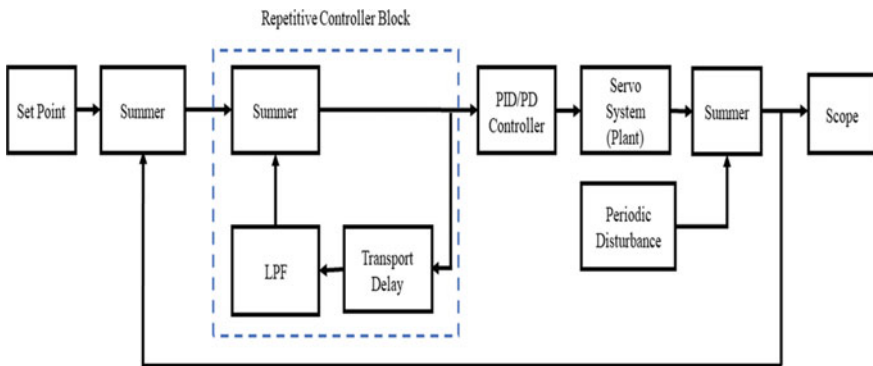 Repetitive Controller Block
Set Point
Summer
Summer
PID/PD
Controller
Servo
System
(Plant)
Summer
Scope
LPF
Transport
Delay
Periodic
Disturbance